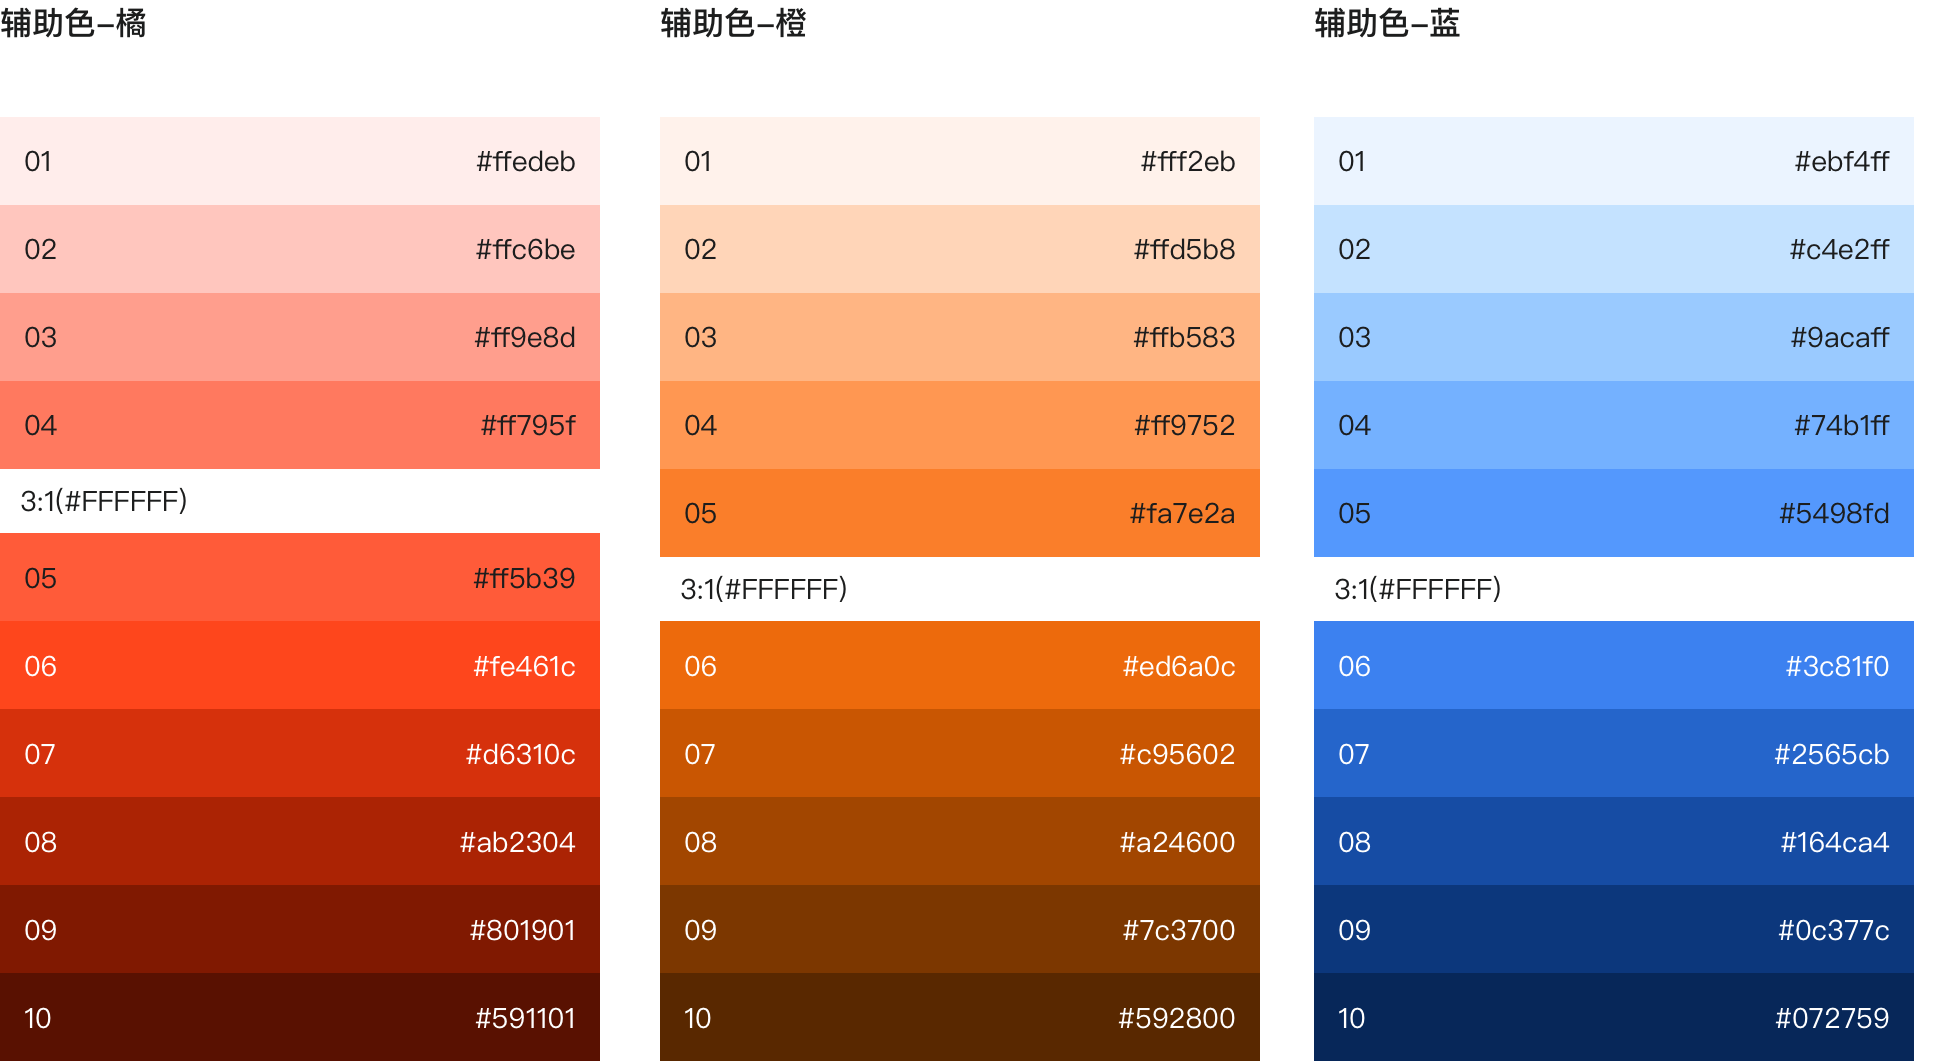 辅助色–橘
01 #ffedeb
02 #ffc6be
03 #ff9e8d
04 #ff795f
3:1(#FFFFFF)
05 #ff5b39
06 #fe461c
07 #d6310c
08 #ab2304
09 #801901
10 #591101
辅助色–橙
01 #fff2eb
02 #ffd5b8
03 #ffb583
04 #ff9752
05 #fa7e2a
3:1(#FFFFFF)
06 #ed6a0c
07 #c95602
08 #a24600
09 #7c3700
10 #592800
辅助色–蓝
01 #ebf4ff
02 #c4e2ff
03 #9acaff
04 #74b1ff
05 #5498fd
3:1(#FFFFFF)
06 #3c81f0
07 #2565cb
08 #164ca4
09 #0c377c
10 #072759